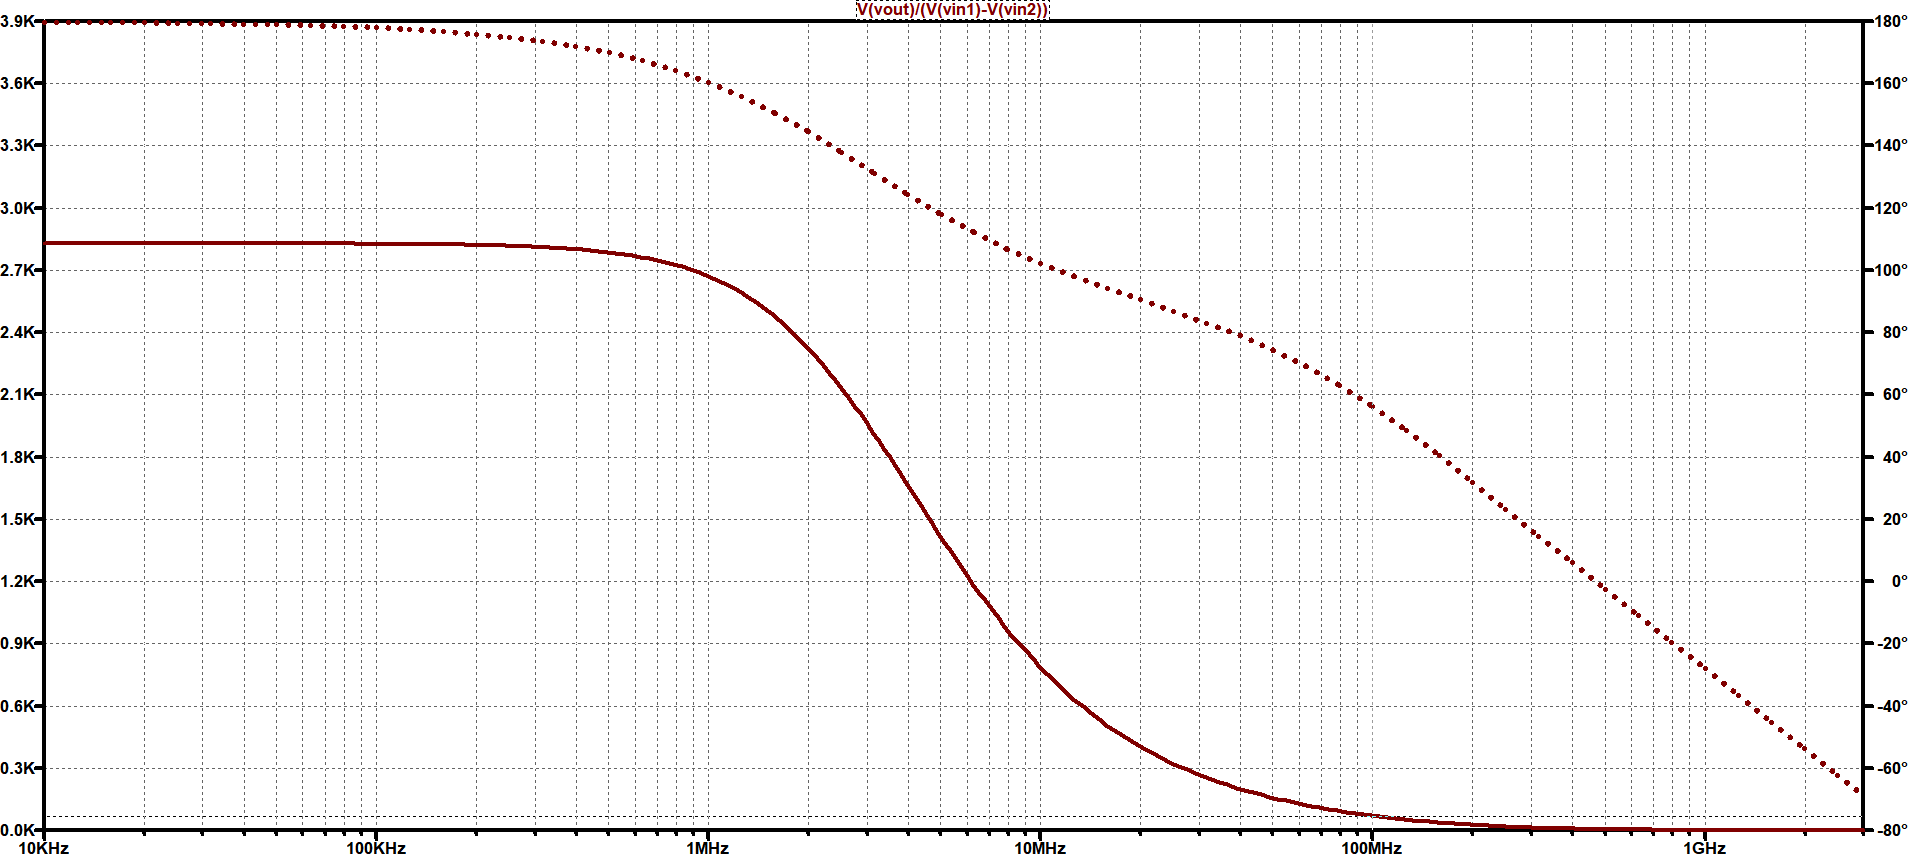 V(vout)/(V(vin1)-V(vin2))
3.9K 180°
3.6K 160°
3.3K 140°
3.0K 120°
2.7K 100°
2.4K 80°
2.1K 60°
1.8K 40°
1.5K 20°
1.2K 0°
0.9K -20°
0.6K -40°
0.3K -60°
0.0K -80°
10KHz 100KHz 1MHz 10MHz 100MHz 1GHz